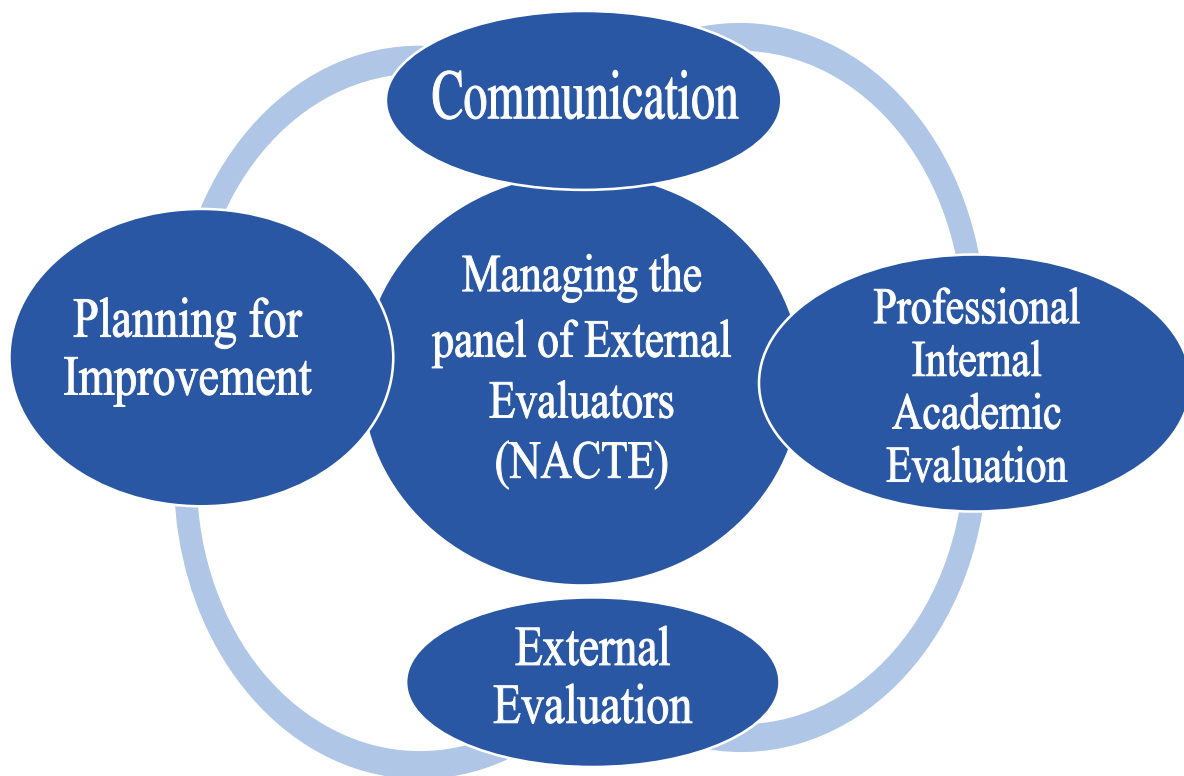 Communication
Managing the
panel of External
Evaluators
(NACTE)
Planning for
Improvement
Professional
Internal
Academic
Evaluation
External
Evaluation